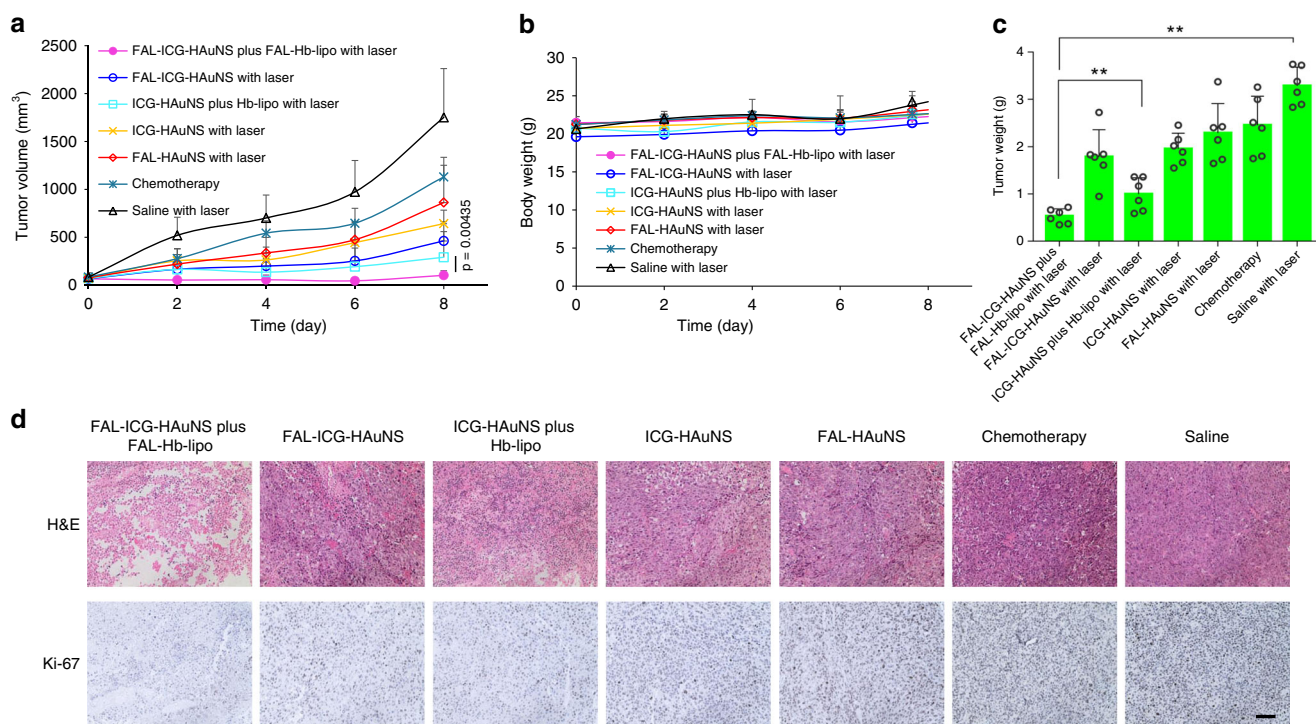 a
2500
2000
1500
1000
500
0
Tumor volume (mm³)
FAL-ICG-HAuNS plus FAL-Hb-lipo with laser
FAL-ICG-HAuNS with laser
ICG-HAuNS plus Hb-lipo with laser
ICG-HAuNS with laser
FAL-HAuNS with laser
Chemotherapy
Saline with laser
p = 0.00435
0 2 4 6 8
Time (day)
b
30
25
20
15
10
5
0
Body weight (g)
FAL-ICG-HAuNS plus FAL-Hb-lipo with laser
FAL-ICG-HAuNS with laser
ICG-HAuNS plus Hb-lipo with laser
ICG-HAuNS with laser
FAL-HAuNS with laser
Chemotherapy
Saline with laser
0 2 4 6 8
Time (day)
c
**
**
4
3
2
1
0
Tumor weight (g)
FAL-ICG-HAuNS plus
FAL-Hb-lipo with laser
FAL-ICG-HAuNS with laser
ICG-HAuNS plus Hb-lipo with laser
ICG-HAuNS with laser
FAL-HAuNS with laser
Chemotherapy
Saline with laser
d
FAL-ICG-HAuNS plus
FAL-Hb-lipo
FAL-ICG-HAuNS
ICG-HAuNS plus
Hb-lipo
ICG-HAuNS
FAL-HAuNS
Chemotherapy
Saline
H&E
Ki-67